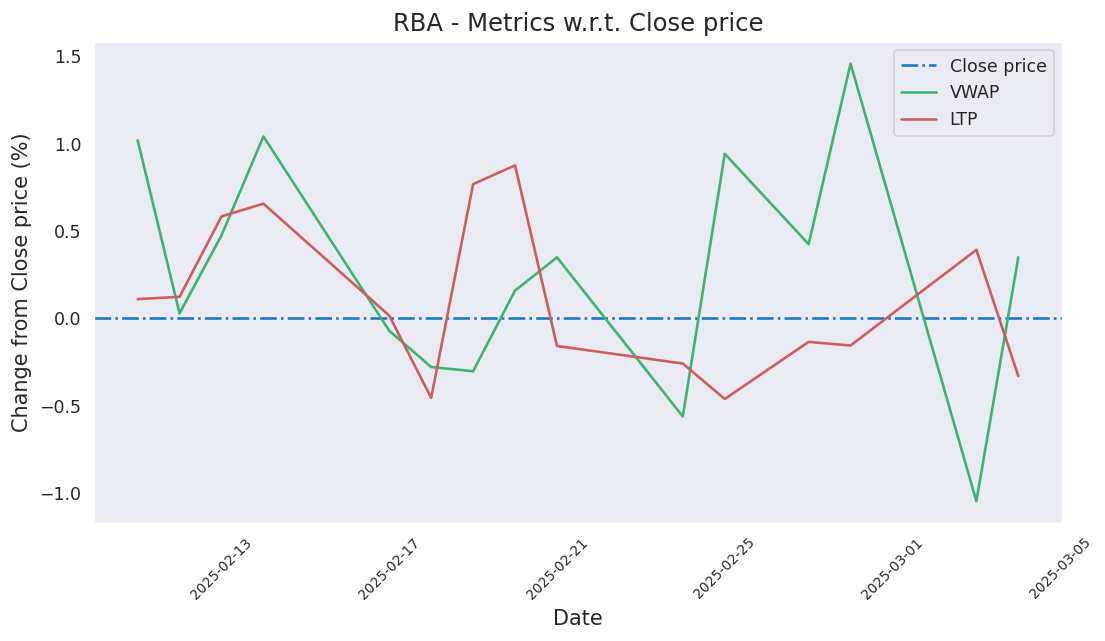 RBA - Metrics w.r.t. Close price
Change from Close price (%)
1.5
1.0
0.5
0.0
−0.5
−1.0
Close price
VWAP
LTP
2025-02-13
2025-02-17
2025-02-21
2025-02-25
2025-03-01
2025-03-05
Date